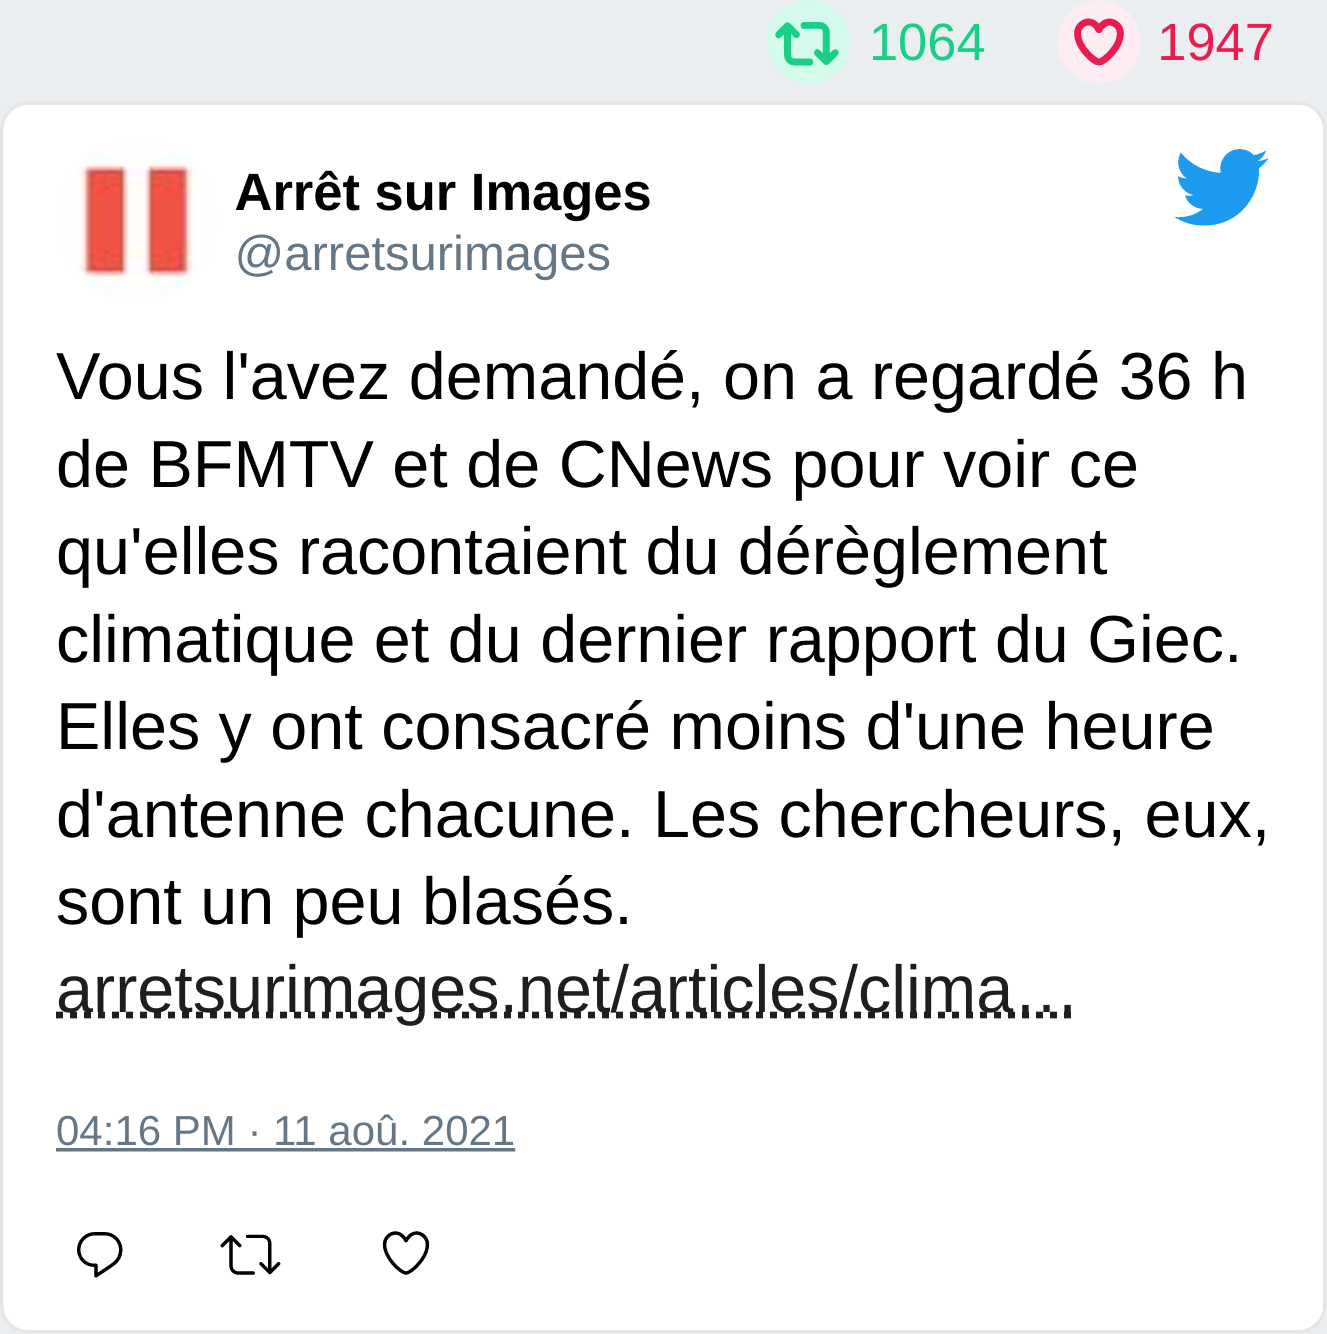 1064 1947
Arrêt sur Images
@arretsurimages
Vous l'avez demandé, on a regardé 36 h
de BFMTV et de CNews pour voir ce
qu'elles racontaient du dérèglement
climatique et du dernier rapport du Giec.
Elles y ont consacré moins d'une heure
d'antenne chacune. Les chercheurs, eux,
sont un peu blasés.
arretsurimages.net/articles/clima…
04:16 PM · 11 aoû. 2021